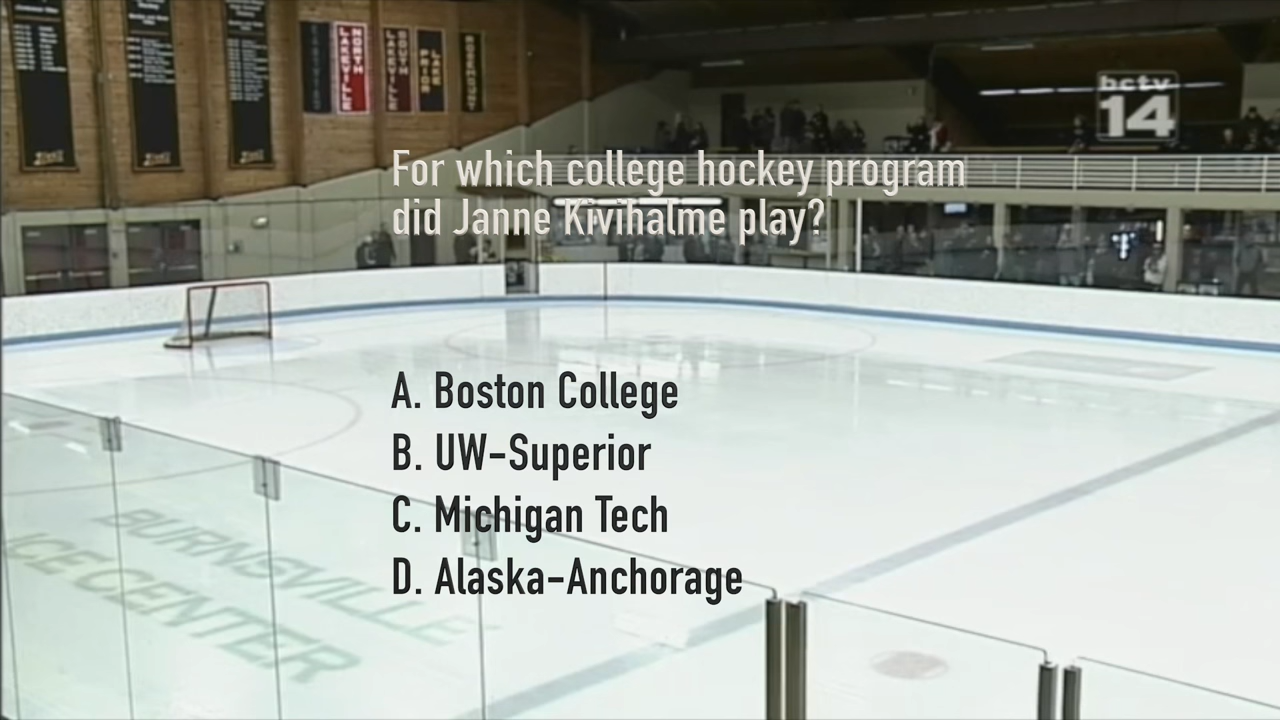 LAKEVILLE
NORTH
LAKEVILLE
SOUTH
PRIOR
LAKE
ROSEMOUNT
bctv
14
For which college hockey program
did Janne Kivihalme play?
A. Boston College
B. UW-Superior
C. Michigan Tech
D. Alaska-Anchorage
BURNSVILLE
ICE CENTER